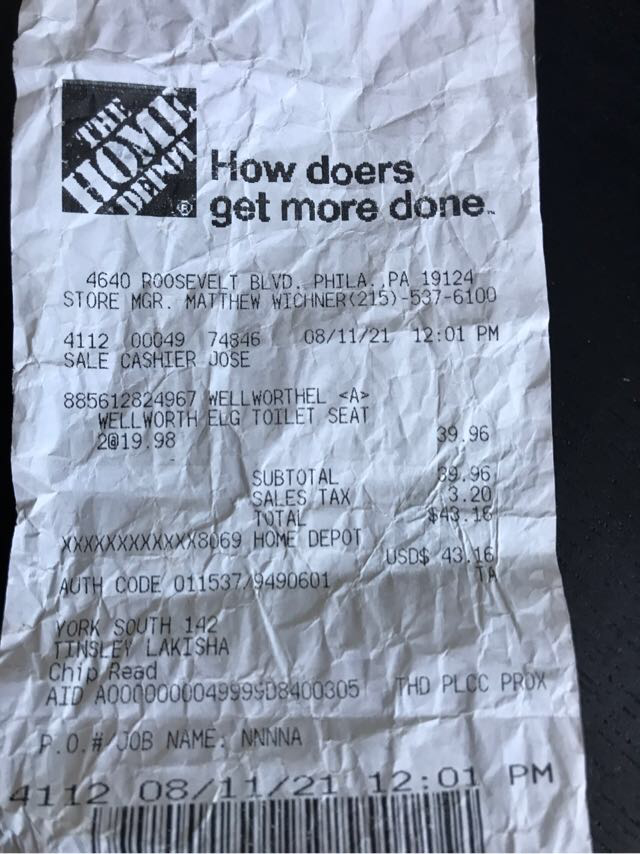 THE
HOME
DEPOT
®
How doers
get more done™
4640 ROOSEVELT BLVD. PHILA., PA 19124
STORE MGR. MATTHEW WICHNER(215)-537-6100
4112 00049 74846 08/11/21 12:01 PM
SALE CASHIER JOSE
885612824967 WELLWORTHEL <A>
WELLWORTH ELG TOILET SEAT
2@19.98 39.96
SUBTOTAL 39.96
SALES TAX 3.20
TOTAL $43.16
XXXXXXXXXXXX8069 HOME DEPOT
USD$ 43.16
AUTH CODE 011537/9490601 TA
YORK SOUTH 142
TINSLEY LAKISHA
Chip Read
AID A0000000049999D8400305 THD PLCC PROX
P.O.#/JOB NAME: NNNNA
4112 08/11/21 12:01 PM